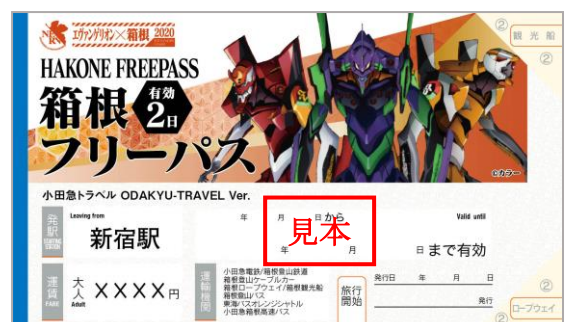 NERV
エヴァンゲリオン×箱根 2020
② 観光船
②
HAKONE FREEPASS
箱根 有効2日
フリーパス
©カラー
小田急トラベル ODAKYU-TRAVEL Ver.
発駅 STARTING STATION
Leaving from
新宿駅
年 月 日から
Valid until
見本
年 月 日まで有効
運賃 FARE
大人 Adult
××××円
運輸機関
小田急電鉄/箱根登山鉄道
箱根登山ケーブルカー
箱根ロープウェイ/箱根観光船
箱根登山バス
東海バスオレンジシャトル
小田急箱根高速バス
旅行開始
発行日 年 月 日
発行
②
ロープウェイ
②